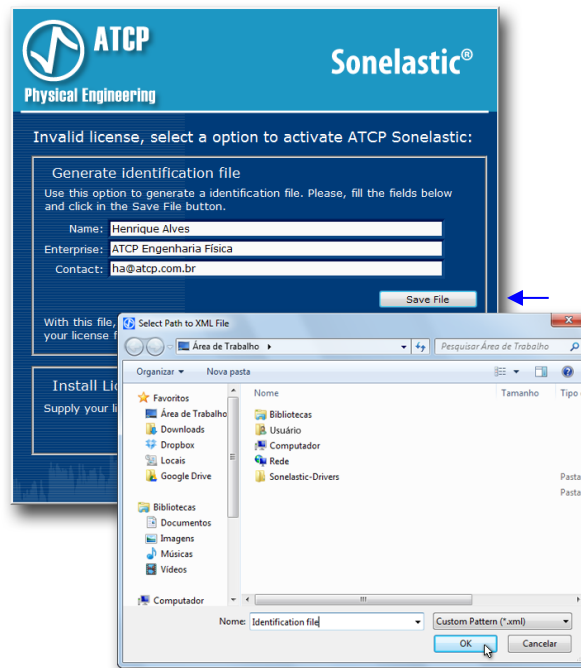 ATCP
Physical Engineering
Sonelastic®
Invalid license, select a option to activate ATCP Sonelastic:
Generate identification file
Use this option to generate a identification file. Please, fill the fields below
and click in the Save File button.
Name: Henrique Alves
Enterprise: ATCP Engenharia Física
Contact: ha@atcp.com.br
Save File
With this file,
your license f
Install Li
Supply your li
Select Path to XML File
Área de Trabalho
Pesquisar Área de Trabalho
Organizar
Nova pasta
Favoritos
Área de Trabalho
Downloads
Dropbox
Locais
Google Drive
Bibliotecas
Documentos
Imagens
Músicas
Vídeos
Computador
Nome
Tamanho
Tipo
Bibliotecas
Usuário
Computador
Rede
Sonelastic-Drivers
Pasta
Pasta
Nome: Identification file
Custom Pattern (*.xml)
OK
Cancelar